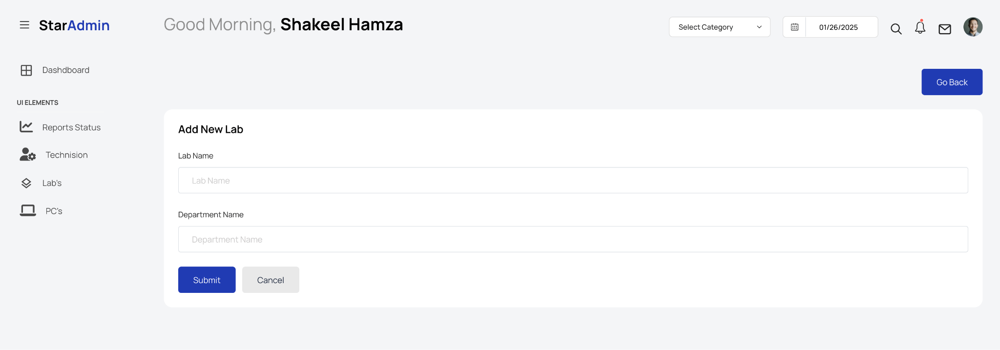 StarAdmin
Good Morning, Shakeel Hamza
Select Category
01/26/2025
Dashdboard
Go Back
UI ELEMENTS
Reports Status
Technision
Lab's
PC's
Add New Lab
Lab Name
Lab Name
Department Name
Department Name
Submit
Cancel